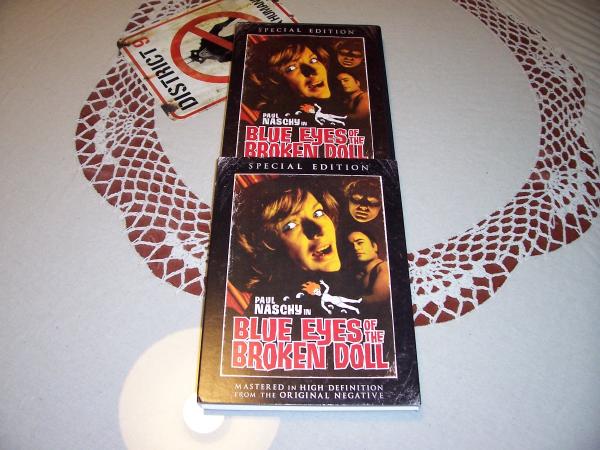 HUMANS
DISTRICT 9
SPECIAL EDITION
PAUL
NASCHY IN
BLUE EYES OF THE
BROKEN DOLL
SPECIAL EDITION
PAUL
NASCHY IN
BLUE EYES OF THE
BROKEN DOLL
MASTERED IN HIGH DEFINITION
FROM THE ORIGINAL NEGATIVE